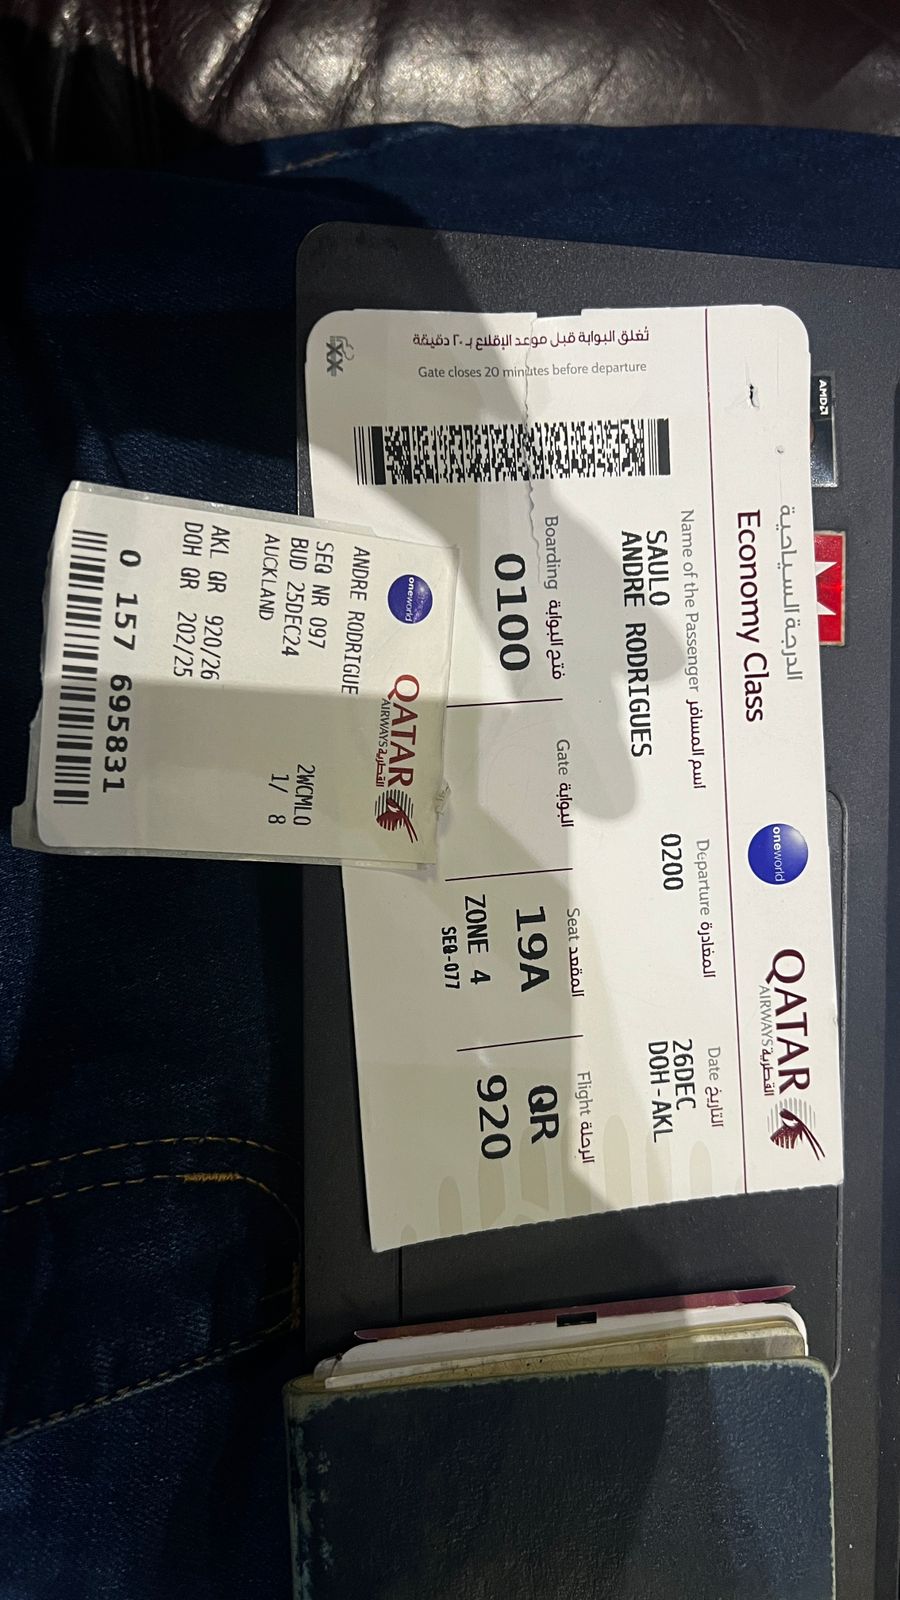 الدرجة السياحية
Economy Class
oneworld
QATAR
AIRWAYS القطرية
Name of the Passenger اسم المسافر
SAULO
ANDRE RODRIGUES
Departure المغادرة
0200
Date التاريخ
26DEC
DOH-AKL
Boarding فتح البوابة
0100
Gate البوابة
Seat المقعد
19A
ZONE 4
SEQ-077
Flight الرحلة
QR
920
تُغلق البوابة قبل موعد الإقلاع بـ ٢٠ دقيقة
Gate closes 20 minutes before departure
XX
AMD
oneworld
QATAR
AIRWAYS القطرية
ANDRE RODRIGUE
SEQ NR 097 2WCMLO
BUD 25DEC24 1/ 8
AUCKLAND
AKL QR 920/26
DOH QR 202/25
0 157 695831